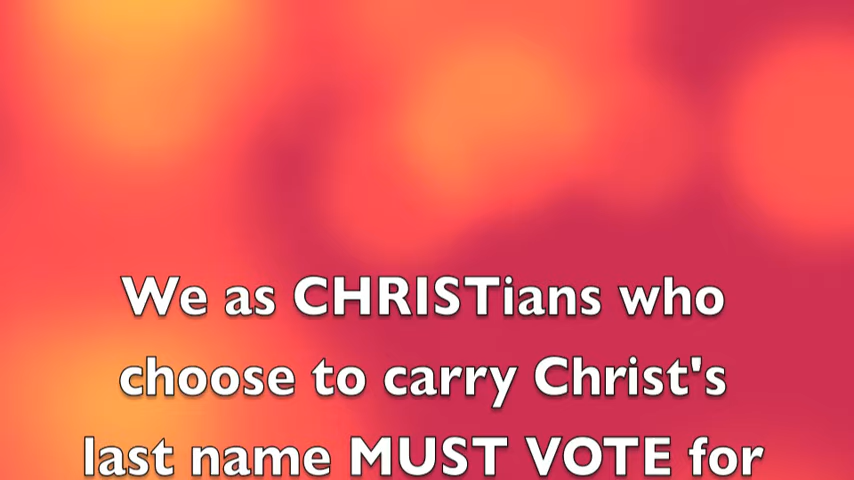 We as CHRISTians who
choose to carry Christ's
last name MUST VOTE for